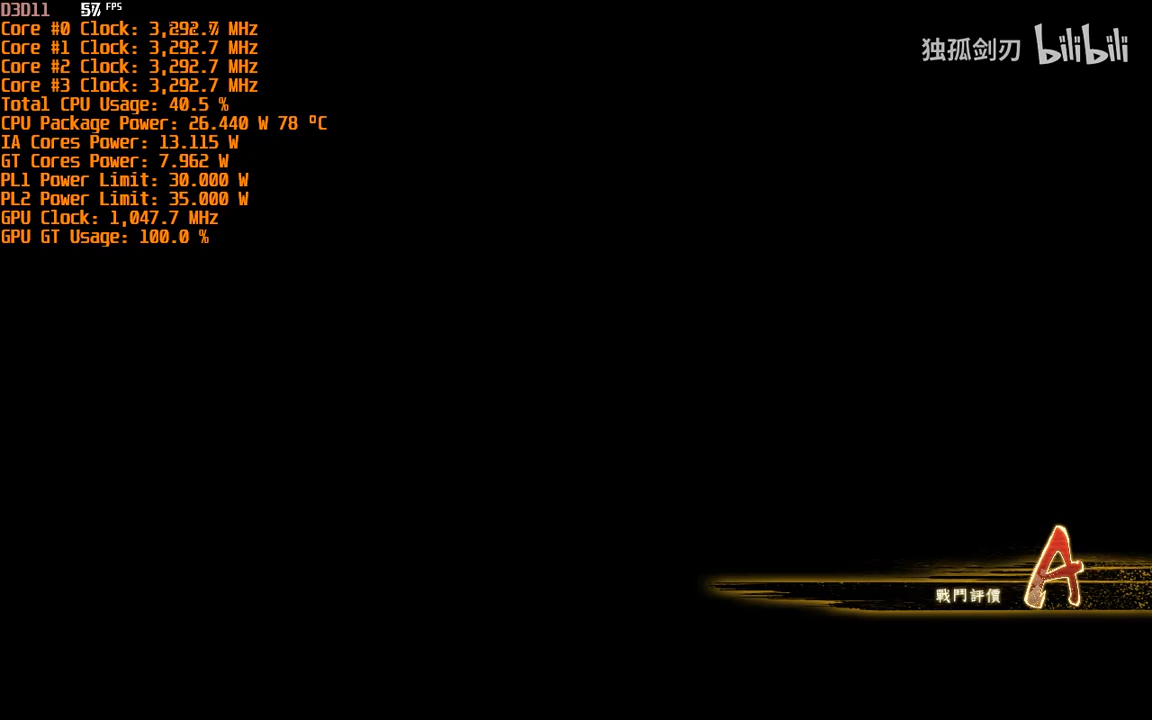 D3D11 57 FPS
Core #0 Clock: 3,292.7 MHz
Core #1 Clock: 3,292.7 MHz
Core #2 Clock: 3,292.7 MHz
Core #3 Clock: 3,292.7 MHz
Total CPU Usage: 40.5 %
CPU Package Power: 26.440 W 78 °C
IA Cores Power: 13.115 W
GT Cores Power: 7.962 W
PL1 Power Limit: 30.000 W
PL2 Power Limit: 35.000 W
GPU Clock: 1,047.7 MHz
GPU GT Usage: 100.0 %
独孤剑刃 bilibili
戰鬥評價 A